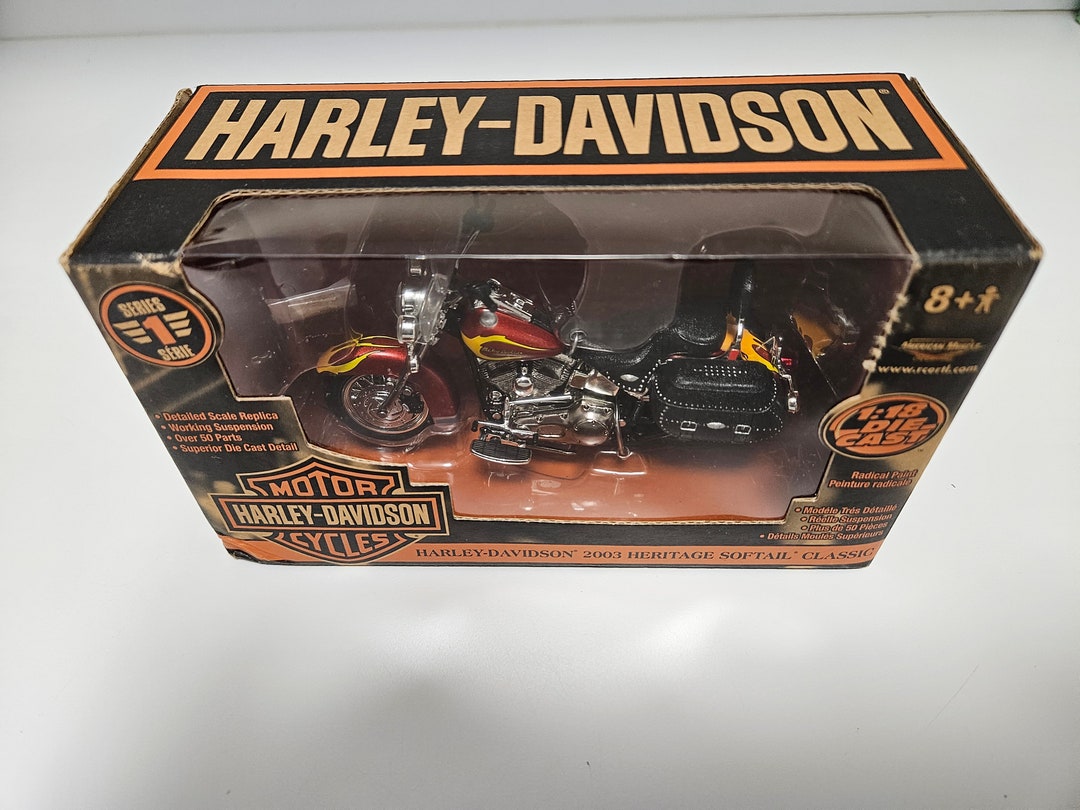 HARLEY-DAVIDSON®
SERIES
1
SÉRIE
8+
American Muscle
www.rcertl.com
1:18
DIE
CAST
• Detailed Scale Replica
• Working Suspension
• Over 50 Parts
• Superior Die Cast Detail
Radical Paint
Peinture radicale
• Modèle Très Détaillé
• Réelle Suspension
• Plus de 50 Pièces
• Détails Moulés Supérieurs
MOTOR
HARLEY-DAVIDSON
CYCLES
HARLEY-DAVIDSON® 2003 HERITAGE SOFTAIL® CLASSIC